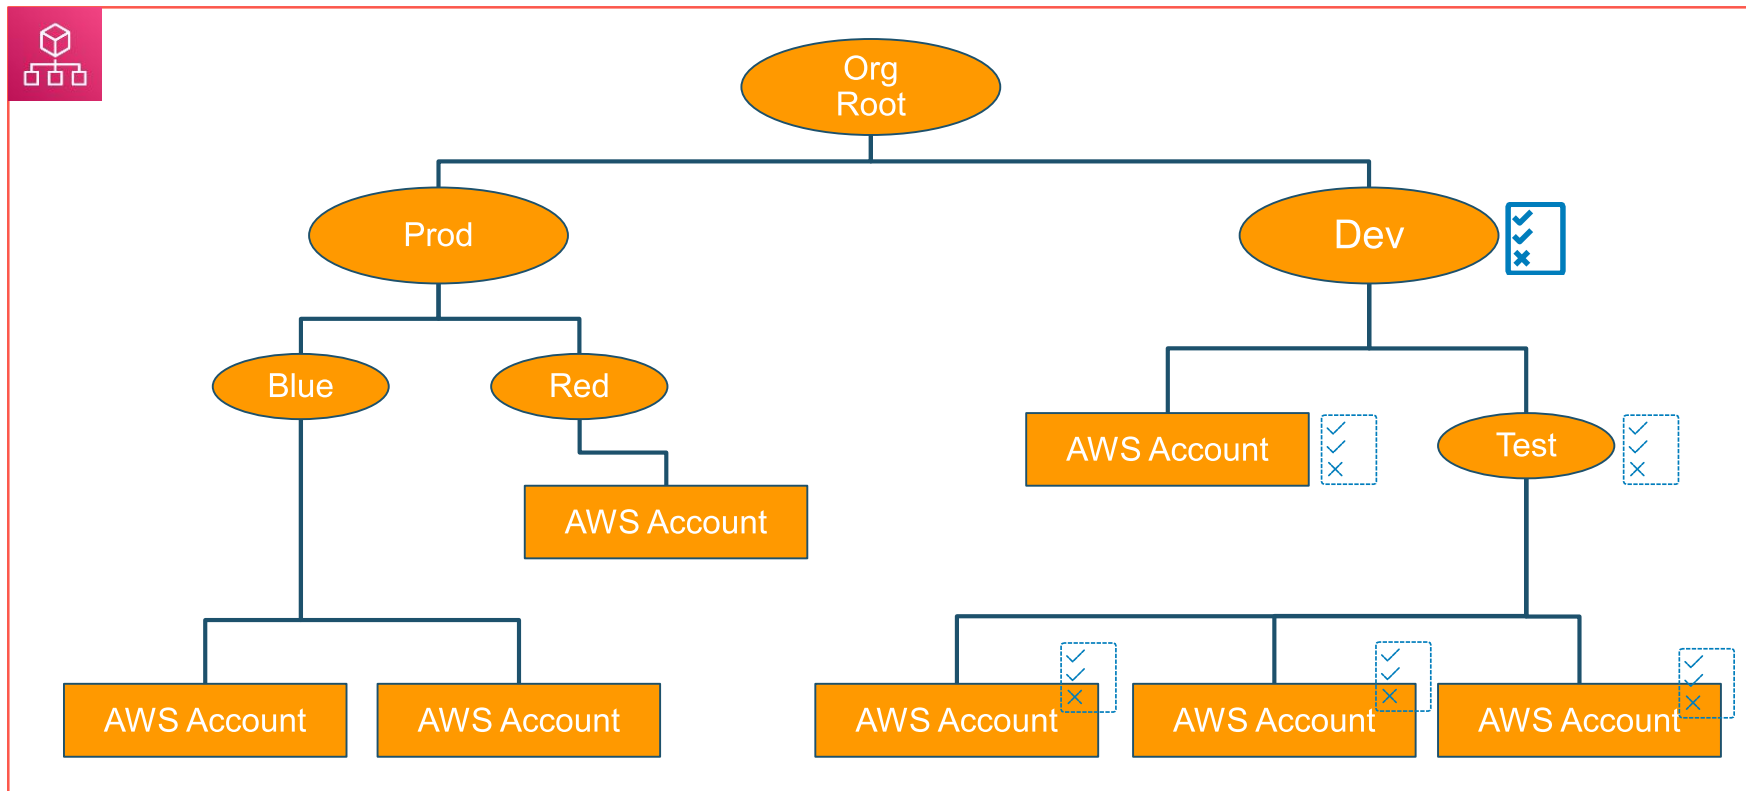 Org
Root
Prod
Dev
Blue
Red
AWS Account
Test
AWS Account
AWS Account
AWS Account
AWS Account
AWS Account
AWS Account